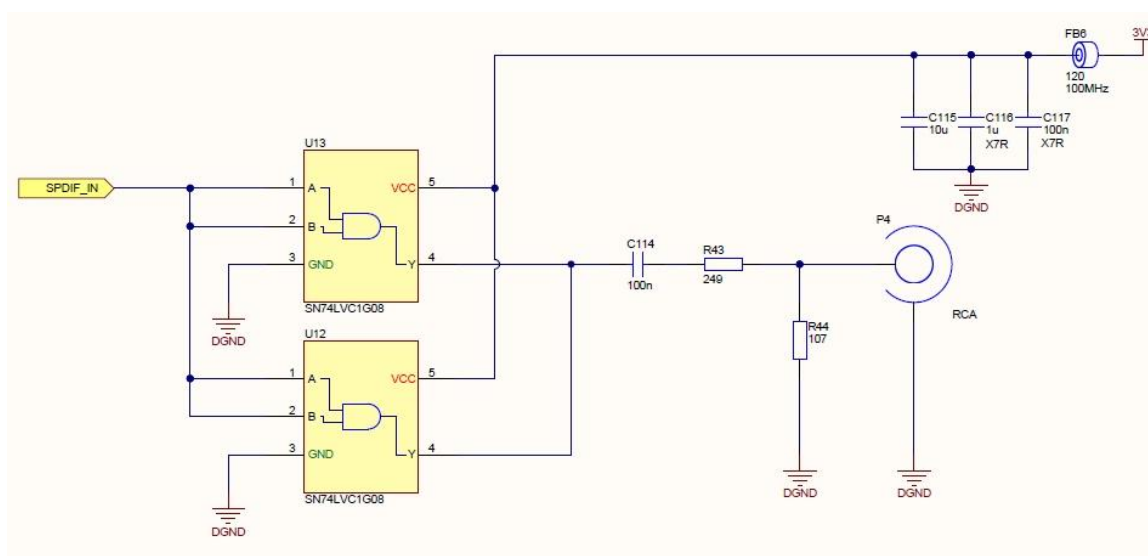 FB6
3V3
120
100MHz
C115
10u
C116
1u
X7R
C117
100n
X7R
DGND
U13
SPDIF_IN
1 A
VCC 5
2 B
3 GND
Y 4
SN74LVC1G08
DGND
C114
100n
R43
249
P4
RCA
R44
107
U12
1 A
VCC 5
2 B
3 GND
Y 4
SN74LVC1G08
DGND
DGND
DGND